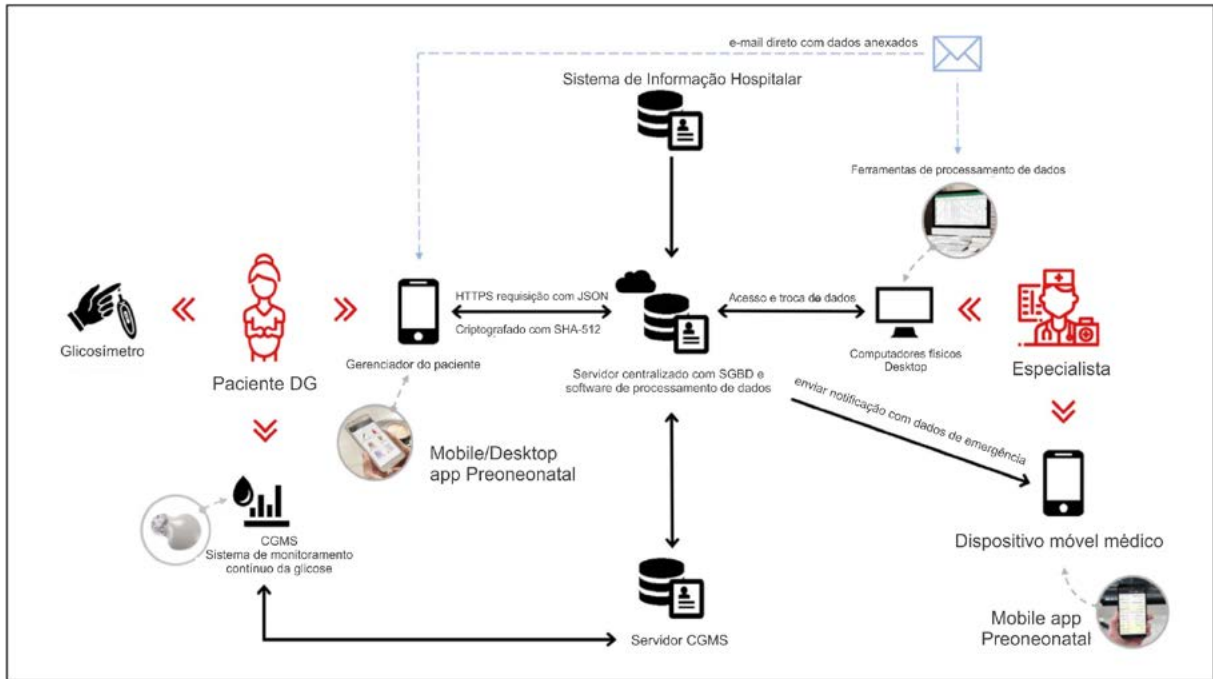 e-mail direto com dados anexados
Sistema de Informação Hospitalar
Ferramentas de processamento de dados
HTTPS requisição com JSON
Criptografado com SHA-512
Acesso e troca de dados
Glicosímetro
Paciente DG
Gerenciador do paciente
Servidor centralizado com SGBD e
software de processamento de dados
Computadores físicos
Desktop
Especialista
enviar notificação com dados de emergência
Mobile/Desktop
app Preoneonatal
CGMS
Sistema de monitoramento
contínuo da glicose
Dispositivo móvel médico
Servidor CGMS
Mobile app
Preoneonatal